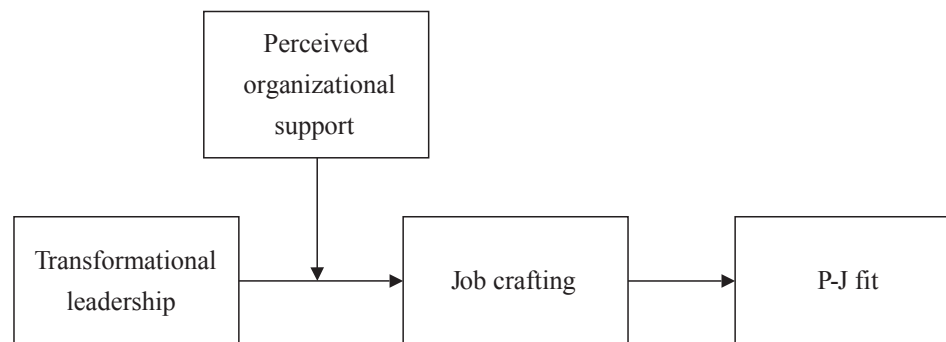 Perceived
organizational
support
Transformational
leadership
Job crafting
P-J fit